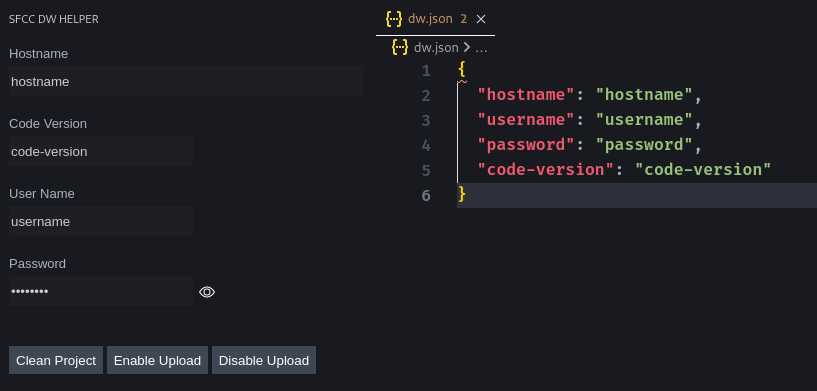 SFCC DW HELPER
Hostname
hostname
Code Version
code-version
User Name
username
Password
••••••••
Clean Project
Enable Upload
Disable Upload
{··} dw.json 2 ×
{··} dw.json > ...
1 {
2 "hostname": "hostname",
3 "username": "username",
4 "password": "password",
5 "code-version": "code-version"
6 }